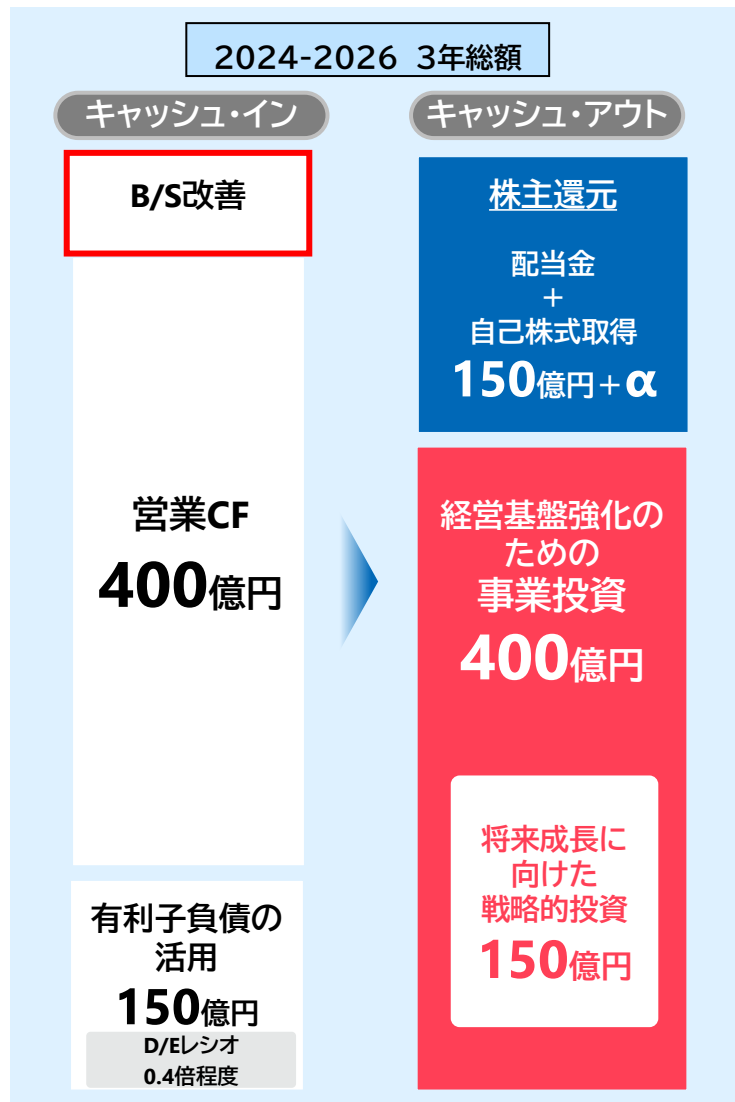 2024-2026 3年総額
キャッシュ・イン
B/S改善
営業CF
400億円
有利子負債の
活用
150億円
D/Eレシオ
0.4倍程度
キャッシュ・アウト
株主還元
配当金
＋
自己株式取得
150億円＋α
経営基盤強化の
ための
事業投資
400億円
将来成長に
向けた
戦略的投資
150億円